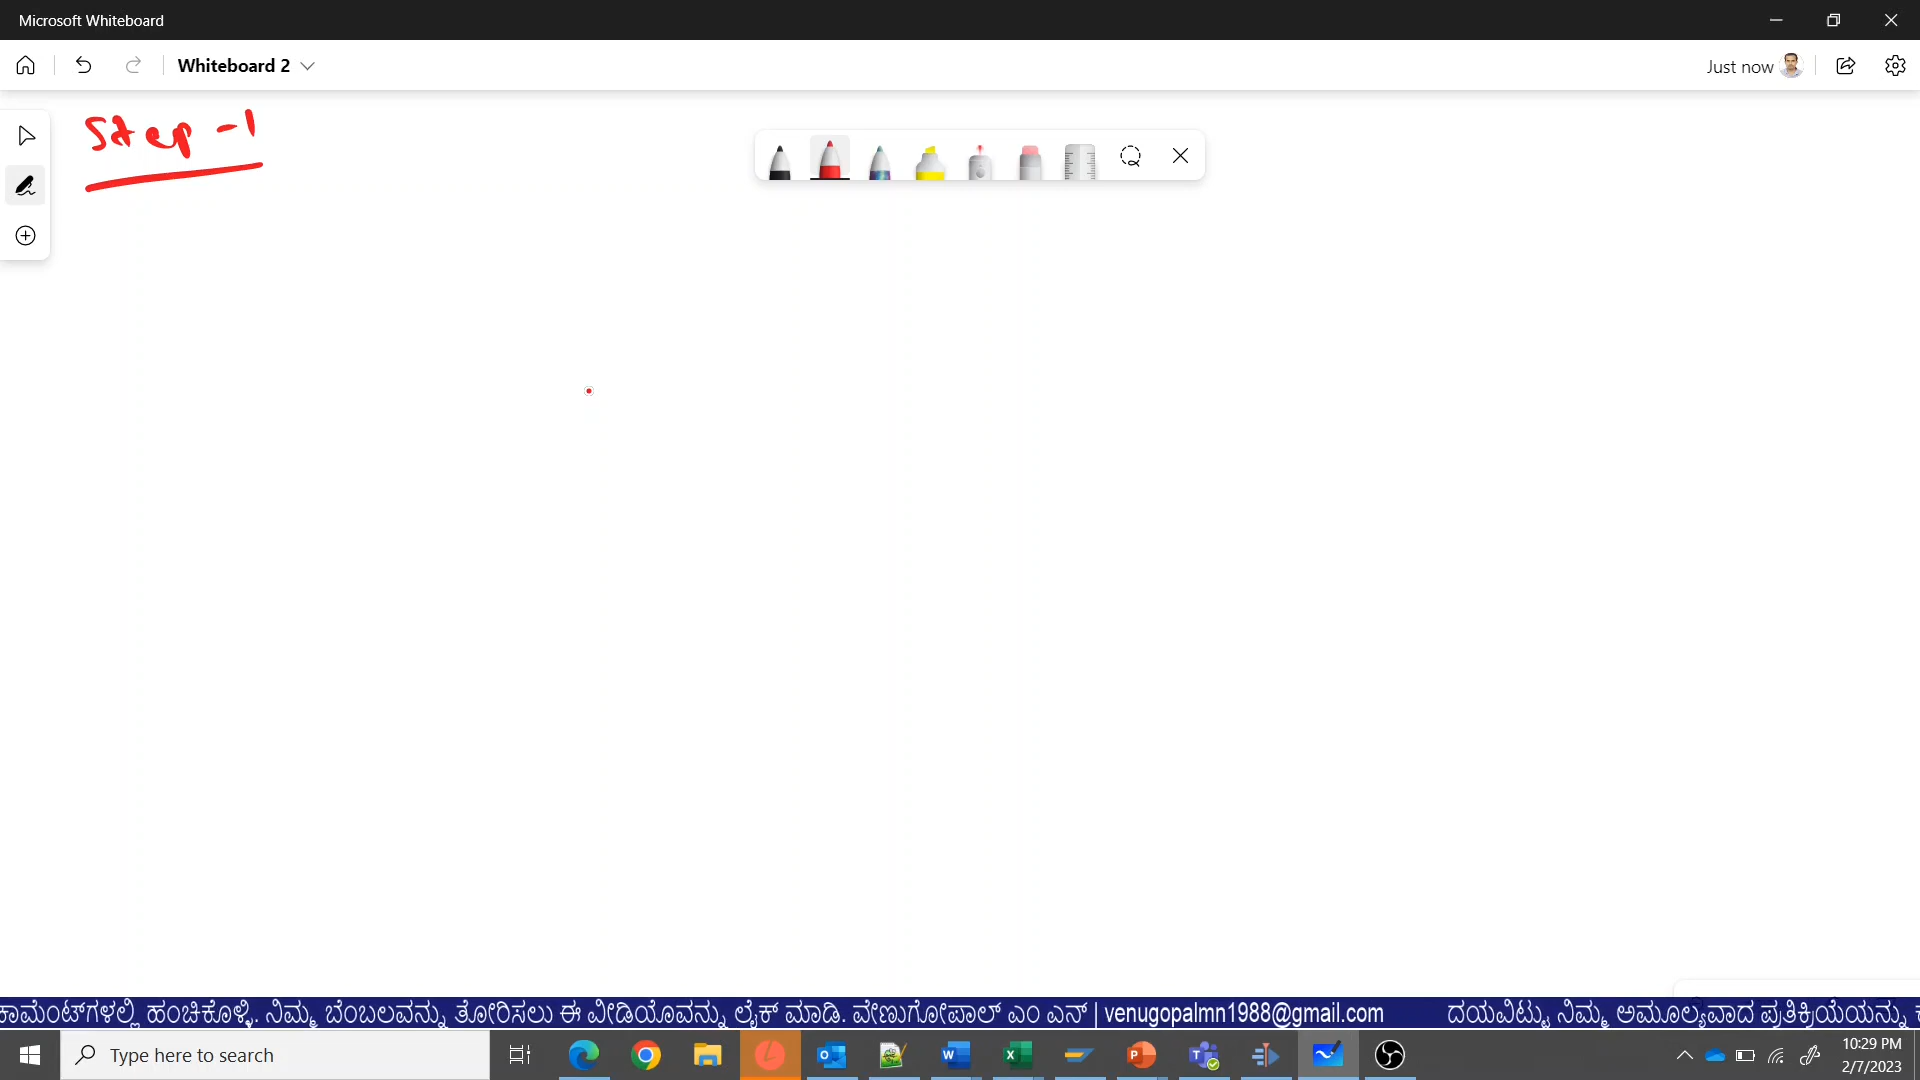 Microsoft Whiteboard
Whiteboard 2
Just now
Step -1
ಕಾಮೆಂಟ್‌ಗಳಲ್ಲಿ ಹಂಚಿಕೊಳ್ಳಿ. ನಿಮ್ಮ ಬೆಂಬಲವನ್ನು ತೋರಿಸಲು ಈ ವೀಡಿಯೊವನ್ನು ಲೈಕ್ ಮಾಡಿ. ವೇಣುಗೋಪಾಲ್ ಎಂ ಎನ್ | venugopalmn1988@gmail.com ದಯವಿಟ್ಟು ನಿಮ್ಮ ಅಮೂಲ್ಯವಾದ ಪ್ರತಿಕ್ರಿಯೆಯನ್ನು
Type here to search
10:29 PM
2/7/2023